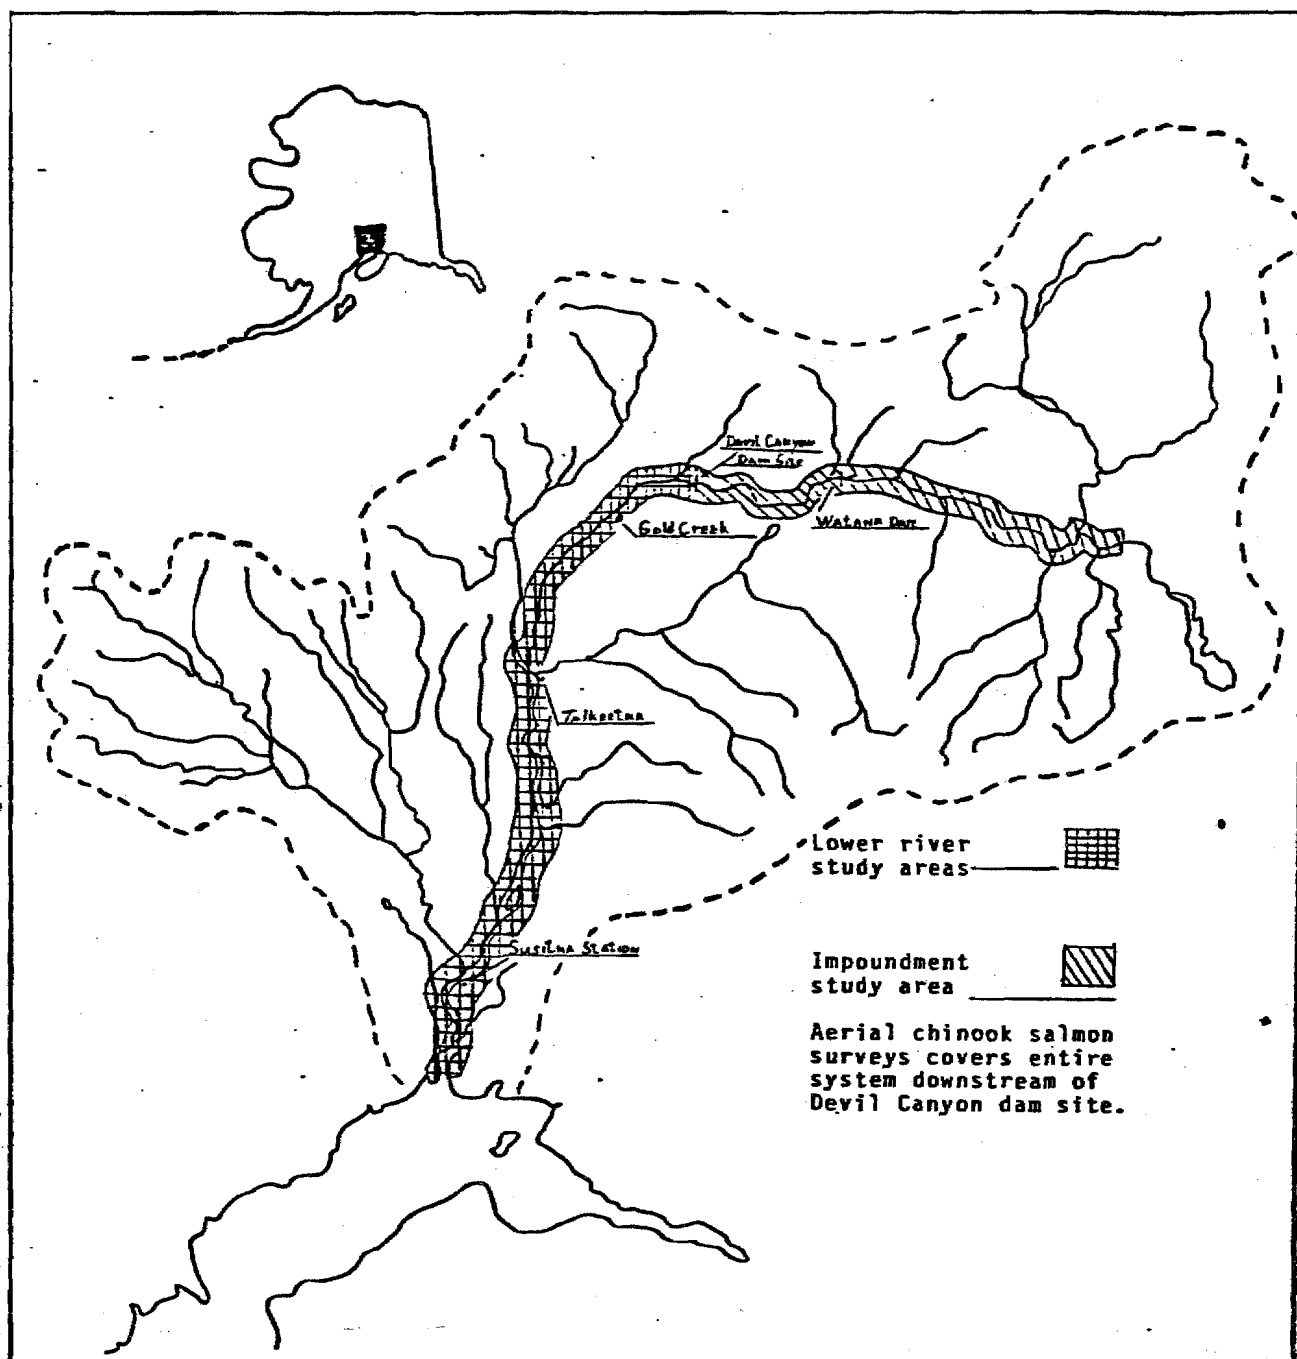 Devil Canyon
Dam Site
Gold Creek
Watana Dam
Talkeetna
Lower river
study areas
Susitna Station
Impoundment
study area
Aerial chinook salmon
surveys covers entire
system downstream of
Devil Canyon dam site.